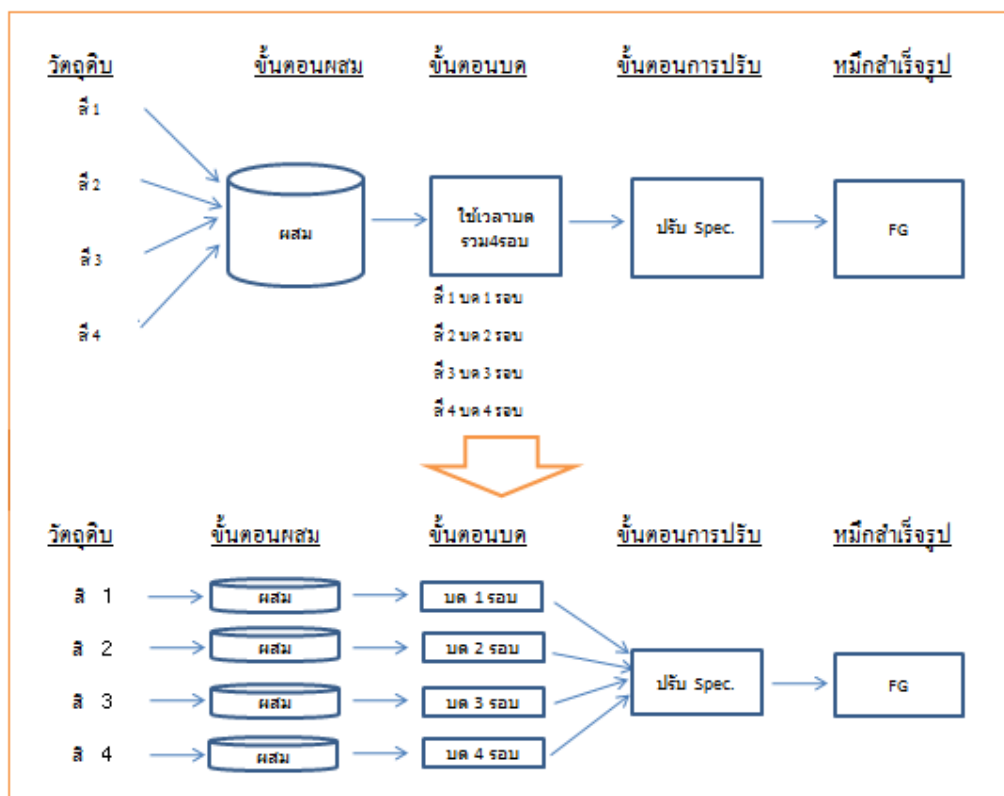 วัตถุดิบ ขั้นตอนผสม ขั้นตอนบด ขั้นตอนการปรับ หมึกสำเร็จรูป
สี 1
สี 2
สี 3
สี 4
ผสม
ใช้เวลาบด
รวม4รอบ
ปรับ Spec.
FG
สี 1 บด 1 รอบ
สี 2 บด 2 รอบ
สี 3 บด 3 รอบ
สี 4 บด 4 รอบ
วัตถุดิบ ขั้นตอนผสม ขั้นตอนบด ขั้นตอนการปรับ หมึกสำเร็จรูป
สี 1 ผสม บด 1 รอบ
สี 2 ผสม บด 2 รอบ
สี 3 ผสม บด 3 รอบ
สี 4 ผสม บด 4 รอบ
ปรับ Spec.
FG